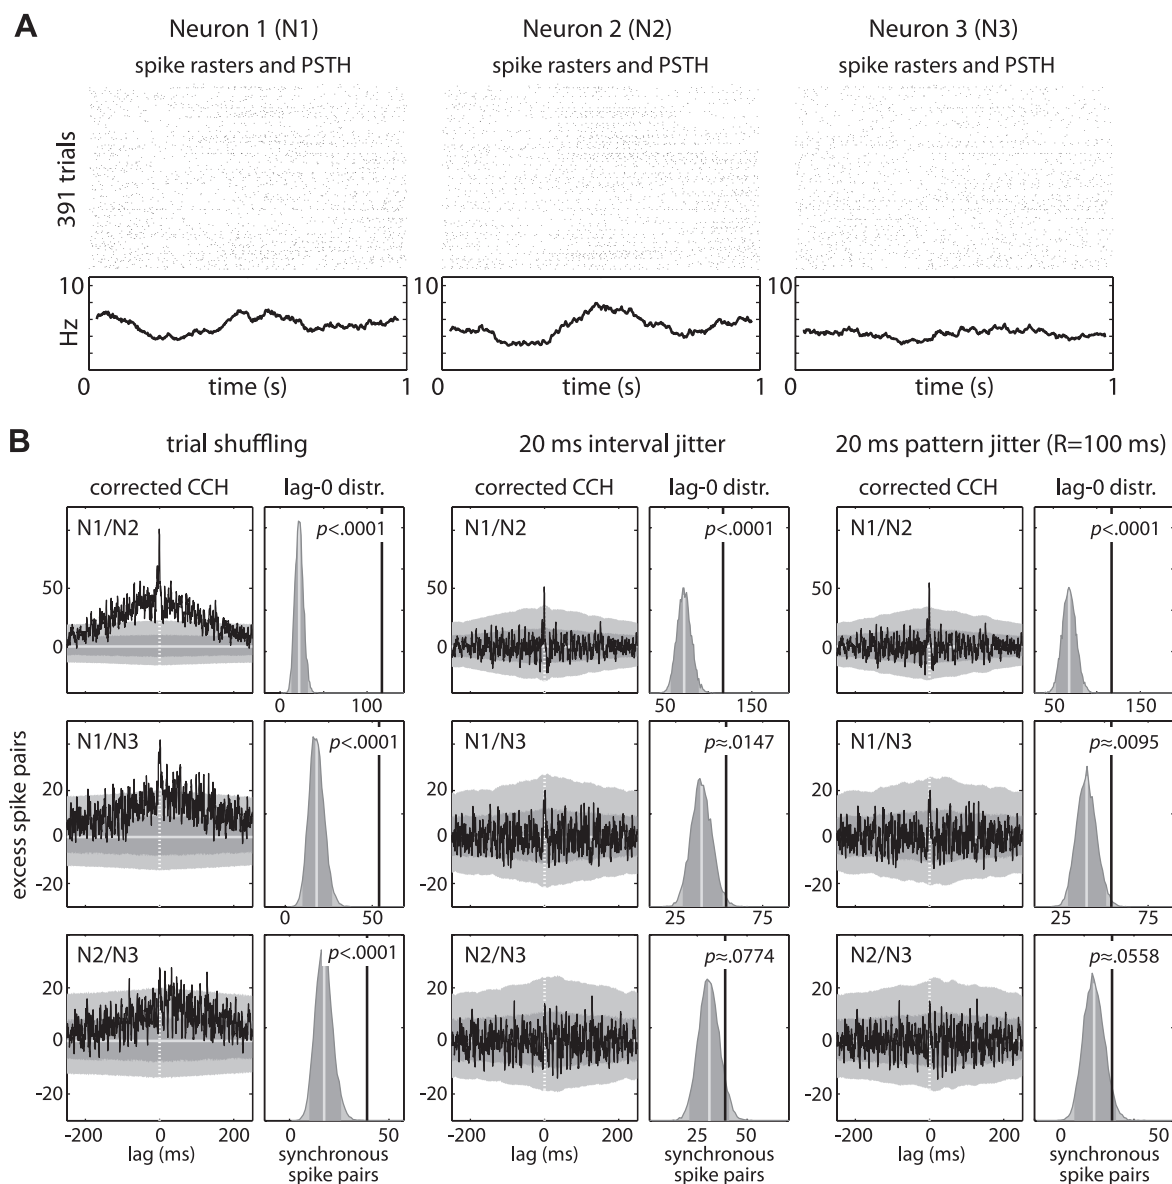 A
Neuron 1 (N1)
Neuron 2 (N2)
Neuron 3 (N3)
spike rasters and PSTH
spike rasters and PSTH
spike rasters and PSTH
391 trials
10
10
10
Hz
0 time (s) 1
0 time (s) 1
0 time (s) 1
B
trial shuffling
20 ms interval jitter
20 ms pattern jitter (R=100 ms)
corrected CCH
lag-0 distr.
corrected CCH
lag-0 distr.
corrected CCH
lag-0 distr.
N1/N2
p<.0001
N1/N2
p<.0001
N1/N2
p<.0001
50
0
50
0
50
0
0 100
50 150
50 150
N1/N3
p<.0001
N1/N3
p≈.0147
N1/N3
p≈.0095
excess spike pairs
20
0
-20
20
0
-20
20
0
-20
0 50
25 75
25 75
N2/N3
p<.0001
N2/N3
p≈.0774
N2/N3
p≈.0558
20
0
-20
20
0
-20
20
0
-20
-200 0 200
0 50
-200 0 200
0 25 50
-200 0 200
0 50
lag (ms)
synchronous
spike pairs
lag (ms)
synchronous
spike pairs
lag (ms)
synchronous
spike pairs